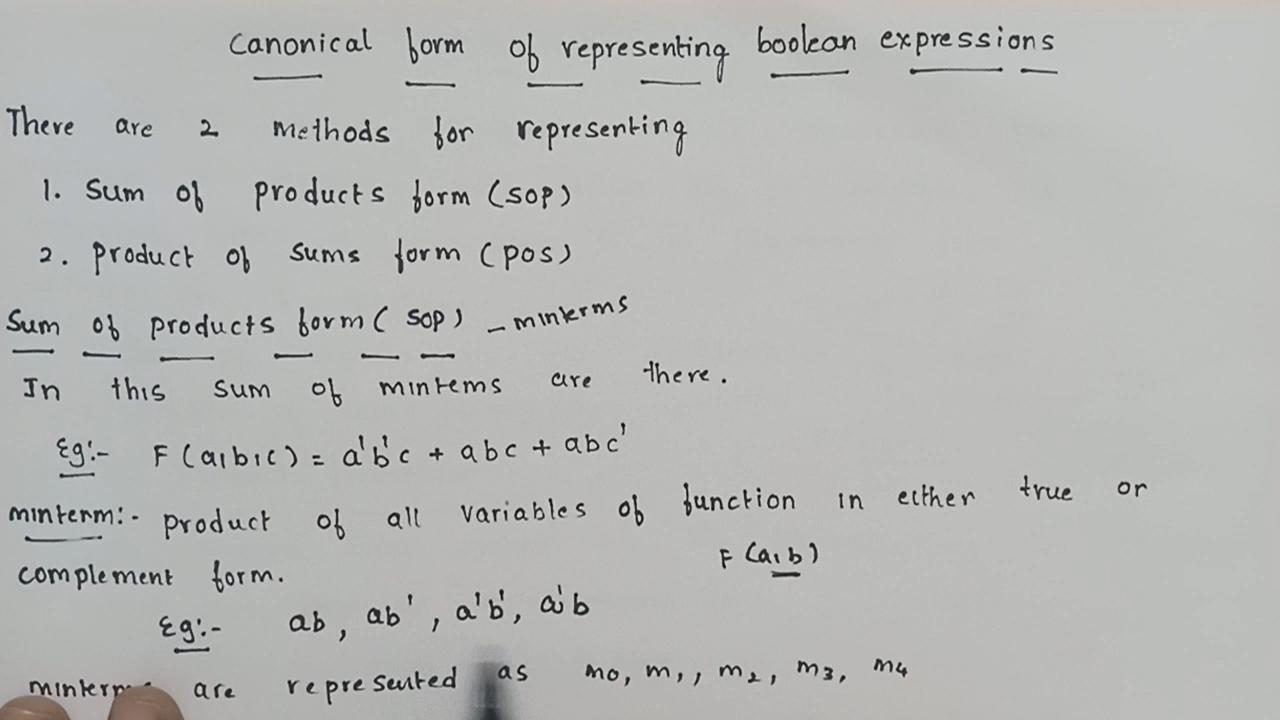 canonical form of representing boolean expressions
There are 2 methods for representing
1. Sum of products form (SOP)
2. product of sums form (POS)
Sum of products form (SOP) - minterms
In this sum of mintems are there.
Eg:- F(a,b,c) = a'b'c + abc + abc'
minterm:- product of all variables of function in either true or
complement form.
F(a,b)
Eg:- ab, ab', a'b', a'b
are represented as m0, m1, m2, m3, m4